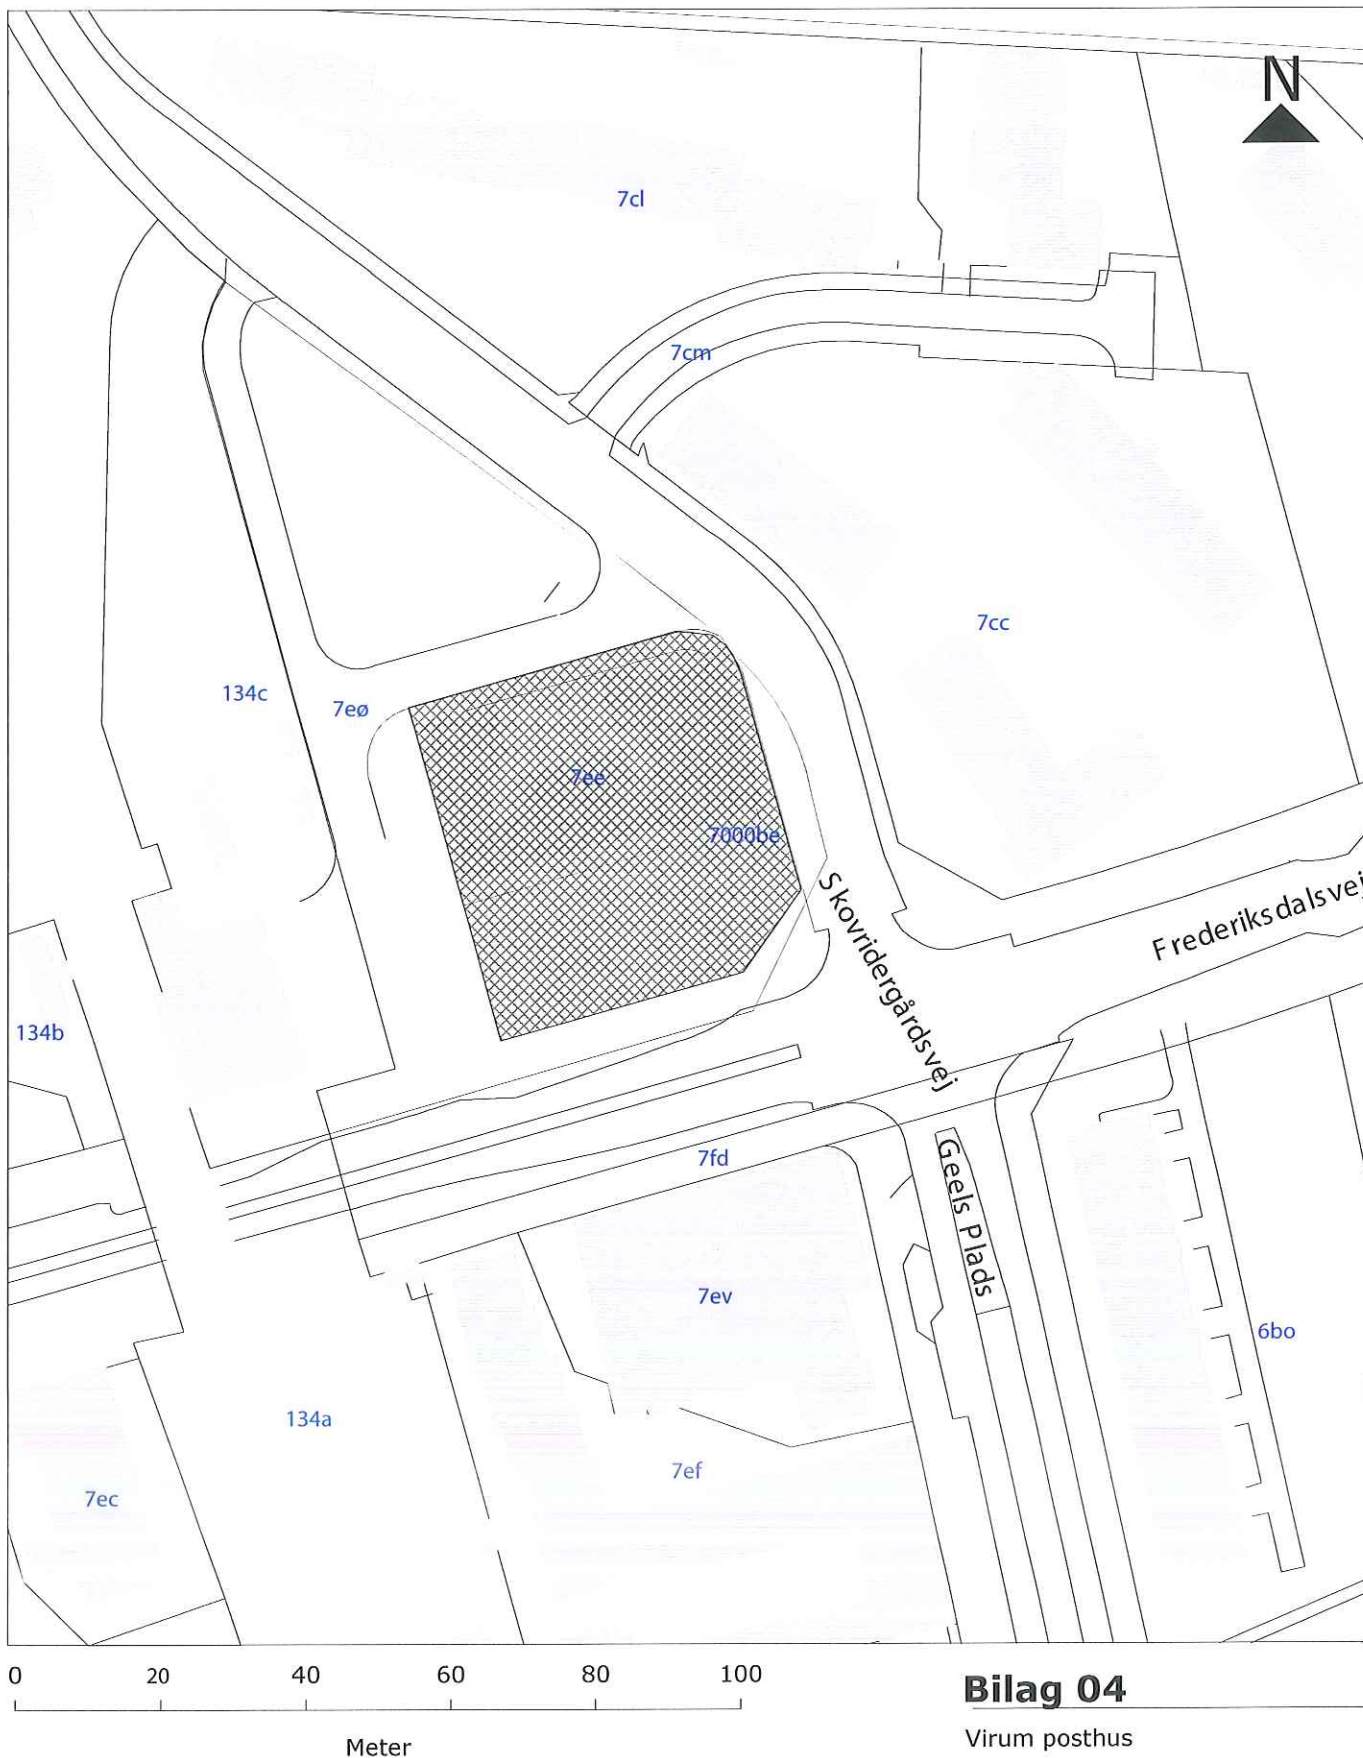 N
7cl
7cm
7cc
134c
7eø
7ee
7000be
Skovridergårdsvej
Frederiksdalsvej
134b
7fd
Geels Plads
7ev
6bo
134a
7ef
7ec
0 20 40 60 80 100
Meter
Bilag 04
Virum posthus